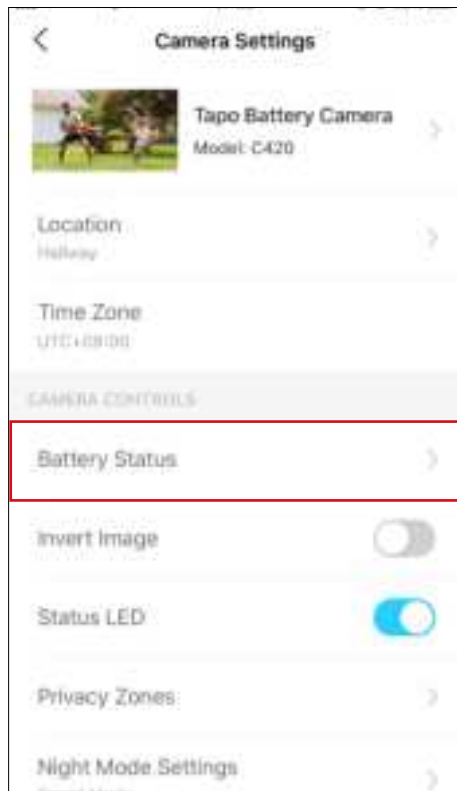 Camera Settings
Tapo Battery Camera
Model: C420
Location
Hallway
Time Zone
UTC+08:00
CAMERA CONTROLS
Battery Status
Invert Image
Status LED
Privacy Zones
Night Mode Settings